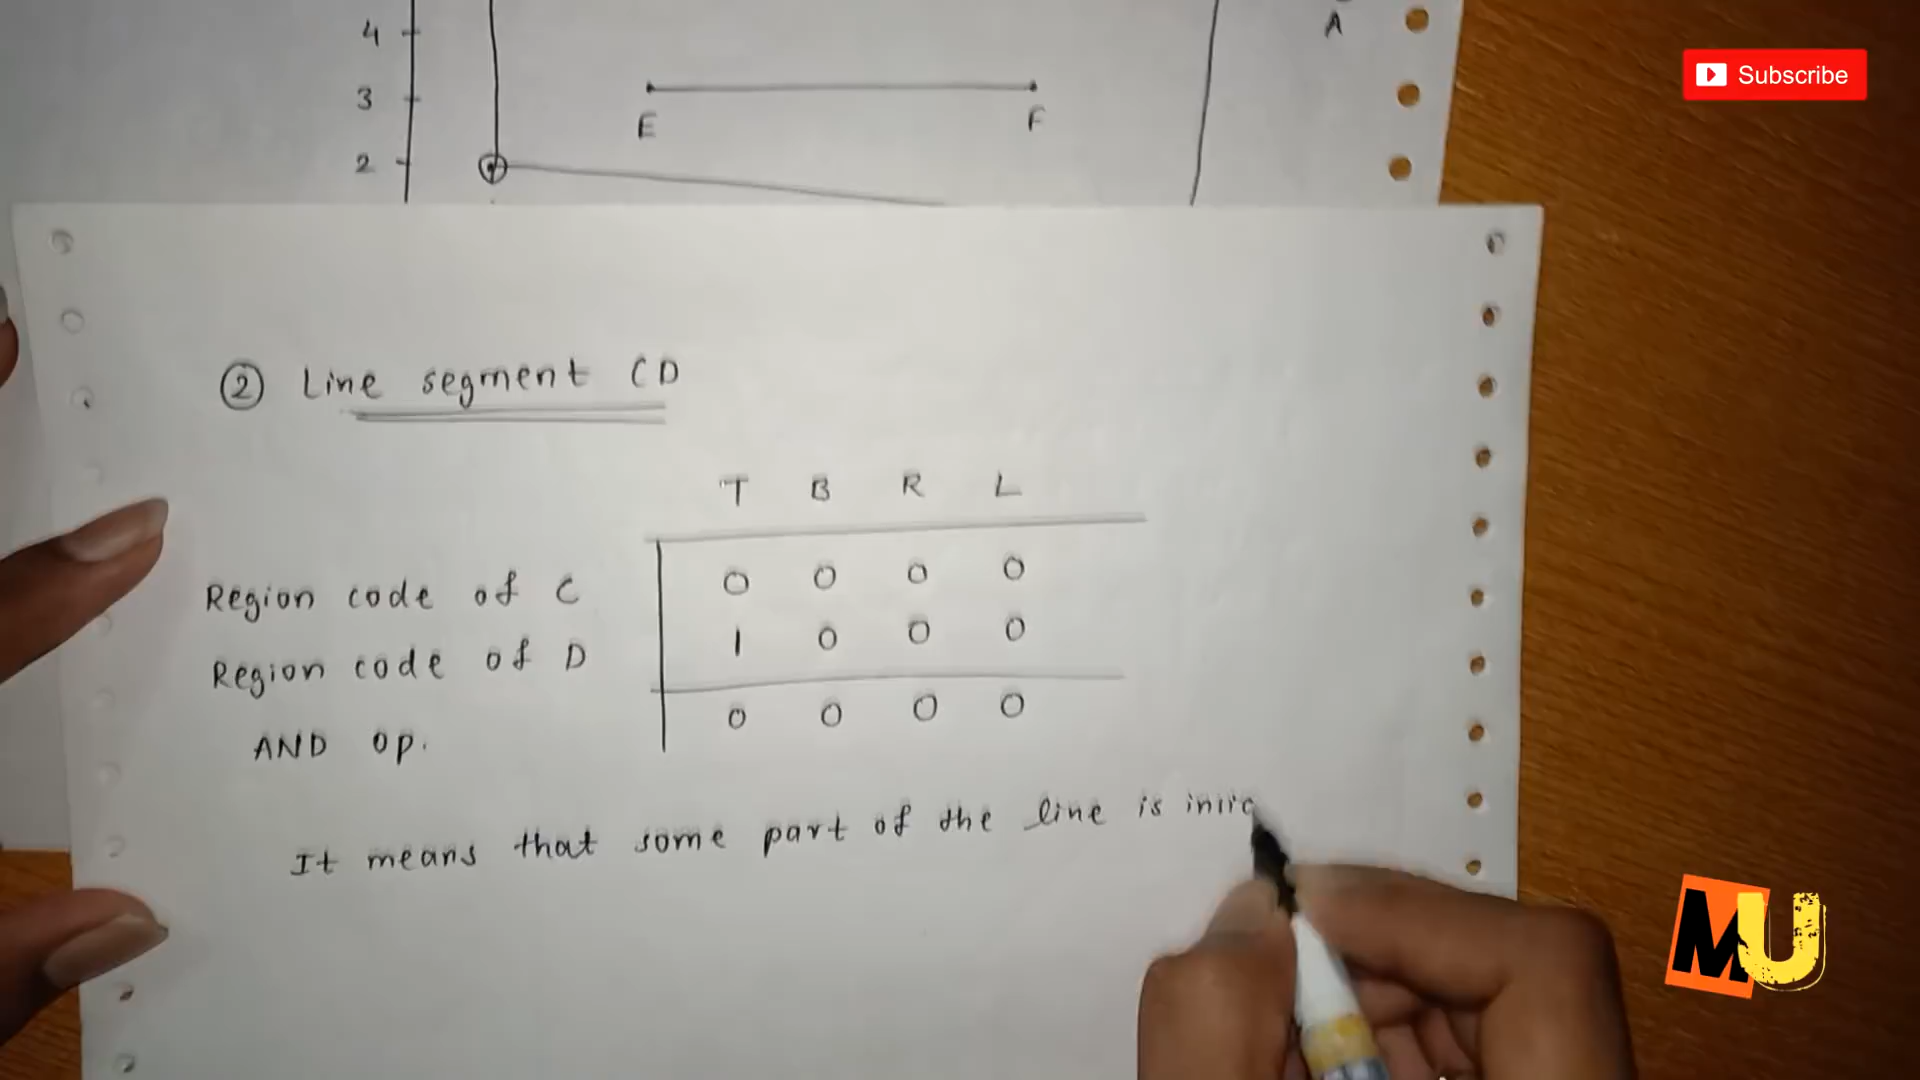 4
A
3
E F
2
Subscribe
② Line segment CD
T B R L
Region code of C 0 0 0 0
Region code of D 1 0 0 0
AND op. 0 0 0 0
It means that some part of the line is
MU